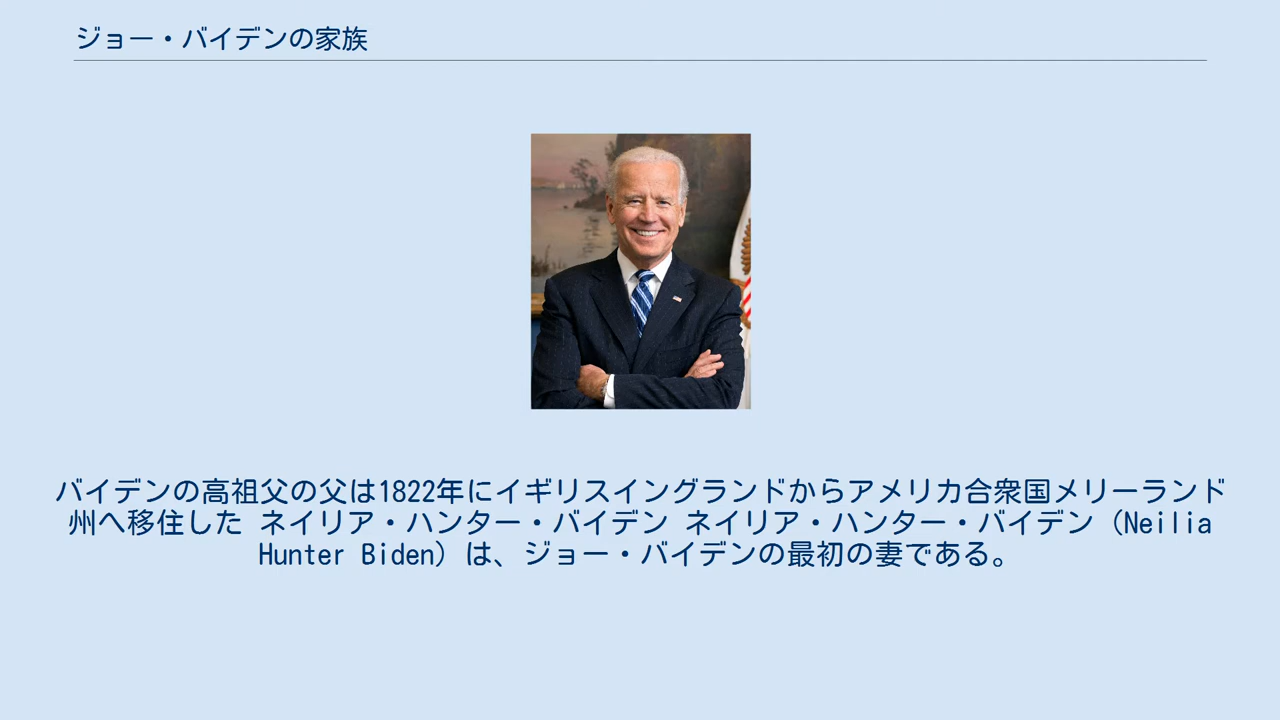 ジョー・バイデンの家族
バイデンの高祖父の父は1822年にイギリスイングランドからアメリカ合衆国メリーランド
州へ移住した ネイリア・ハンター・バイデン ネイリア・ハンター・バイデン（Neilia
Hunter Biden）は、ジョー・バイデンの最初の妻である。